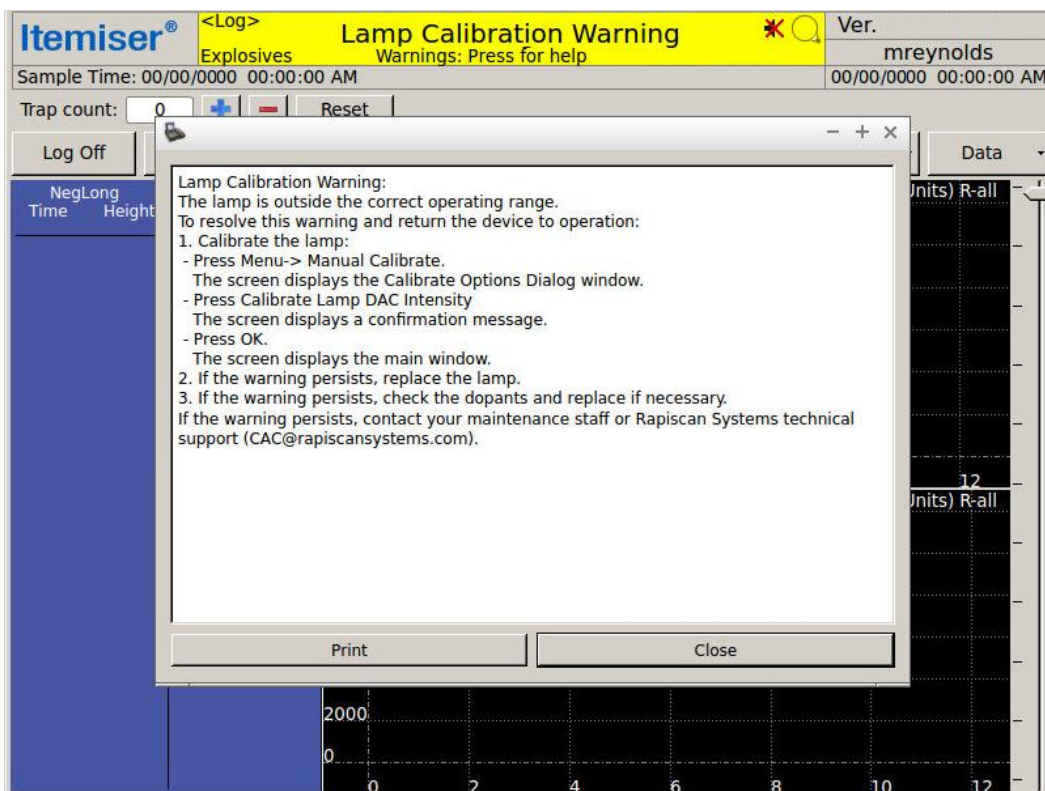 Itemiser®
<Log>
Explosives
Lamp Calibration Warning
Warnings: Press for help
Ver.
mreynolds
Sample Time: 00/00/0000 00:00:00 AM
00/00/0000 00:00:00 AM
Trap count: 0
Reset
Log Off
Data
NegLong
Time Height
Lamp Calibration Warning:
The lamp is outside the correct operating range.
To resolve this warning and return the device to operation:
1. Calibrate the lamp:
- Press Menu-> Manual Calibrate.
The screen displays the Calibrate Options Dialog window.
- Press Calibrate Lamp DAC Intensity
The screen displays a confirmation message.
- Press OK.
The screen displays the main window.
2. If the warning persists, replace the lamp.
3. If the warning persists, check the dopants and replace if necessary.
If the warning persists, contact your maintenance staff or Rapiscan Systems technical
support (CAC@rapiscansystems.com).
Print
Close
R-all
12
R-all
2000
0
0 2 4 6 8 10 12